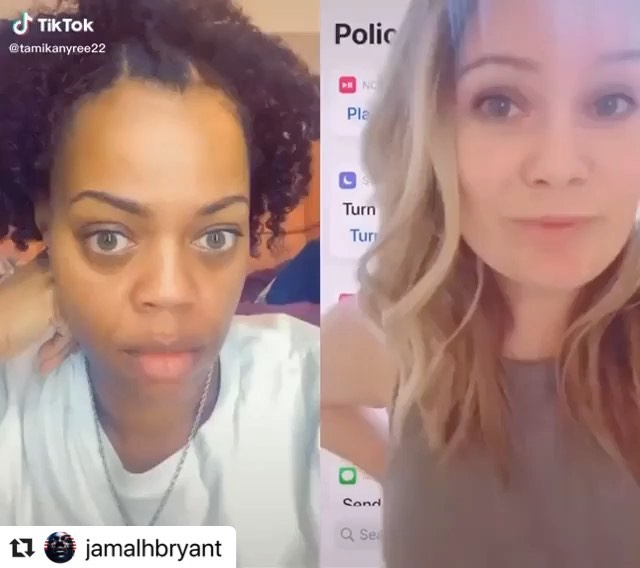 TikTok
@tamikanyree22
Polic
Pla
Turn
Tur
Send
Sea
jamalhbryant